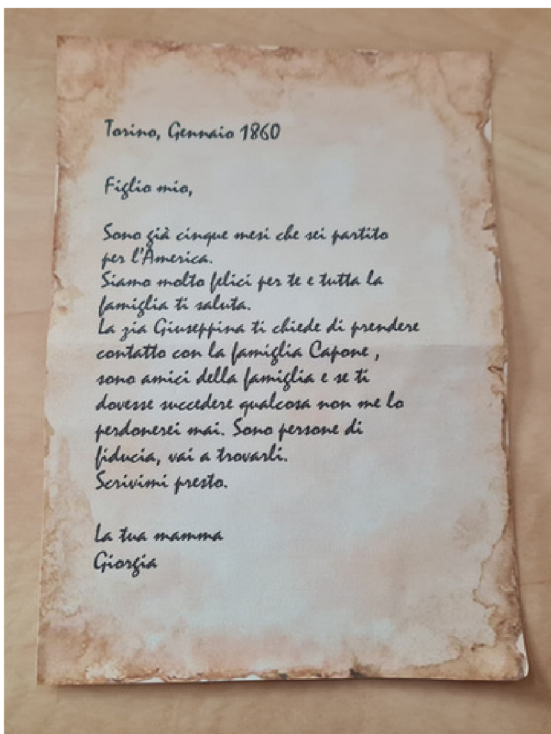 Torino, Gennaio 1860
Figlio mio,
Sono già cinque mesi che sei partito
per l'America.
Siamo molto felici per te e tutta la
famiglia ti saluta.
La zia Giuseppina ti chiede di prendere
contatto con la famiglia Capone ,
sono amici della famiglia e se ti
dovesse succedere qualcosa non me lo
perdonerei mai. Sono persone di
fiducia, vai a trovarli.
Scrivimi presto.
La tua mamma
Giorgia